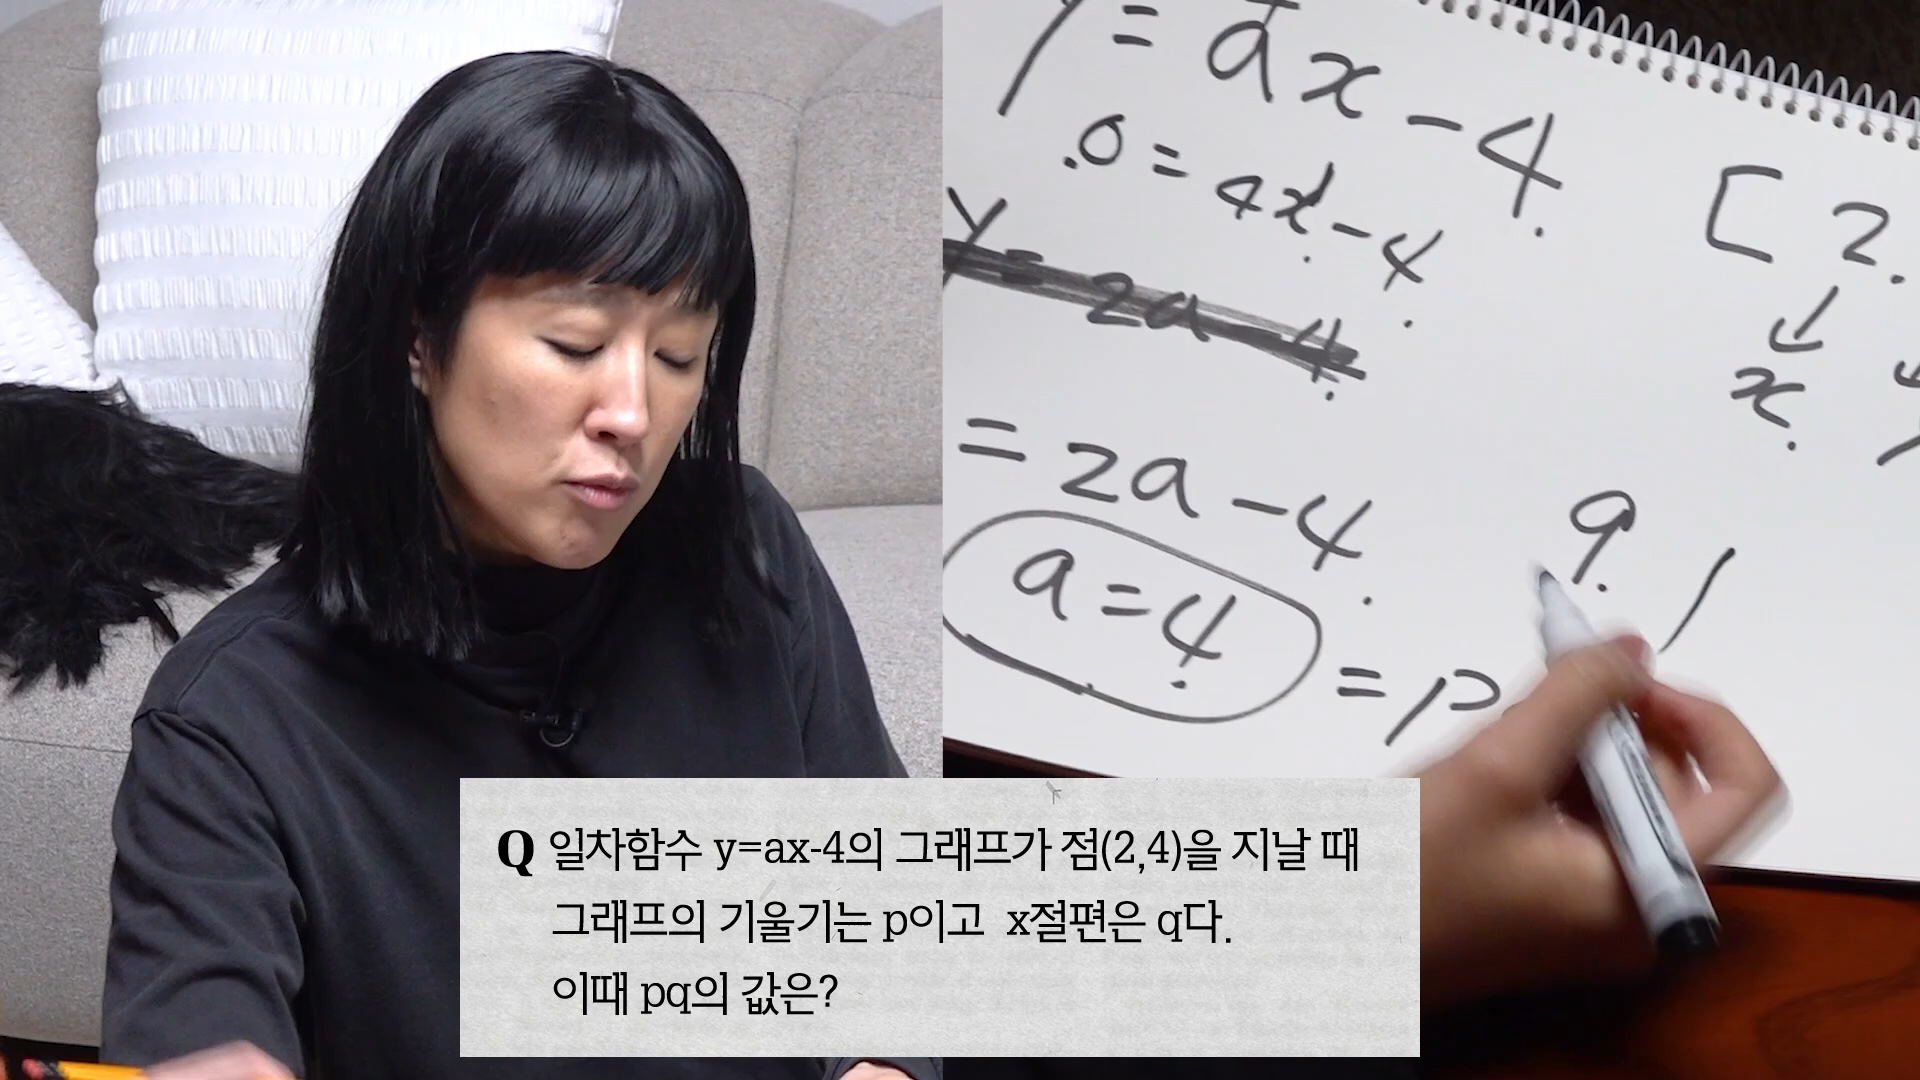 = ax - 4
0 = 4x - 4
[ 2.
y = 2a - 4
x
= 2a - 4
q
a = 4 = p
Q 일차함수 y=ax-4의 그래프가 점(2,4)을 지날 때
그래프의 기울기는 p이고 x절편은 q다.
이때 pq의 값은?